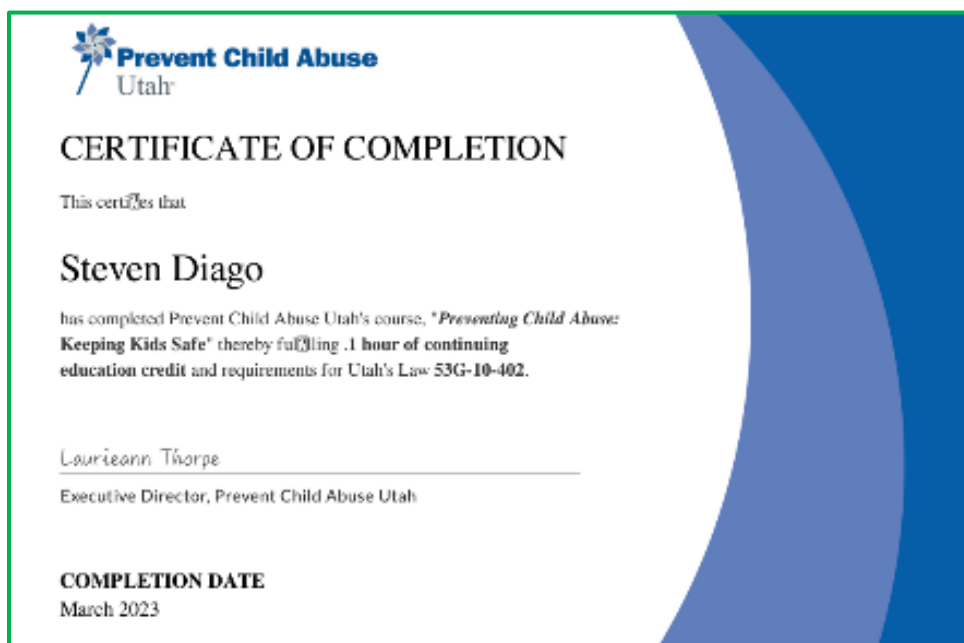 Prevent Child Abuse
Utah
CERTIFICATE OF COMPLETION
This certifies that
Steven Diago
has completed Prevent Child Abuse Utah's course, "Preventing Child Abuse:
Keeping Kids Safe" thereby fulfilling .1 hour of continuing
education credit and requirements for Utah's Law 53G-10-402.
Laurieann Thorpe
Executive Director, Prevent Child Abuse Utah
COMPLETION DATE
March 2023